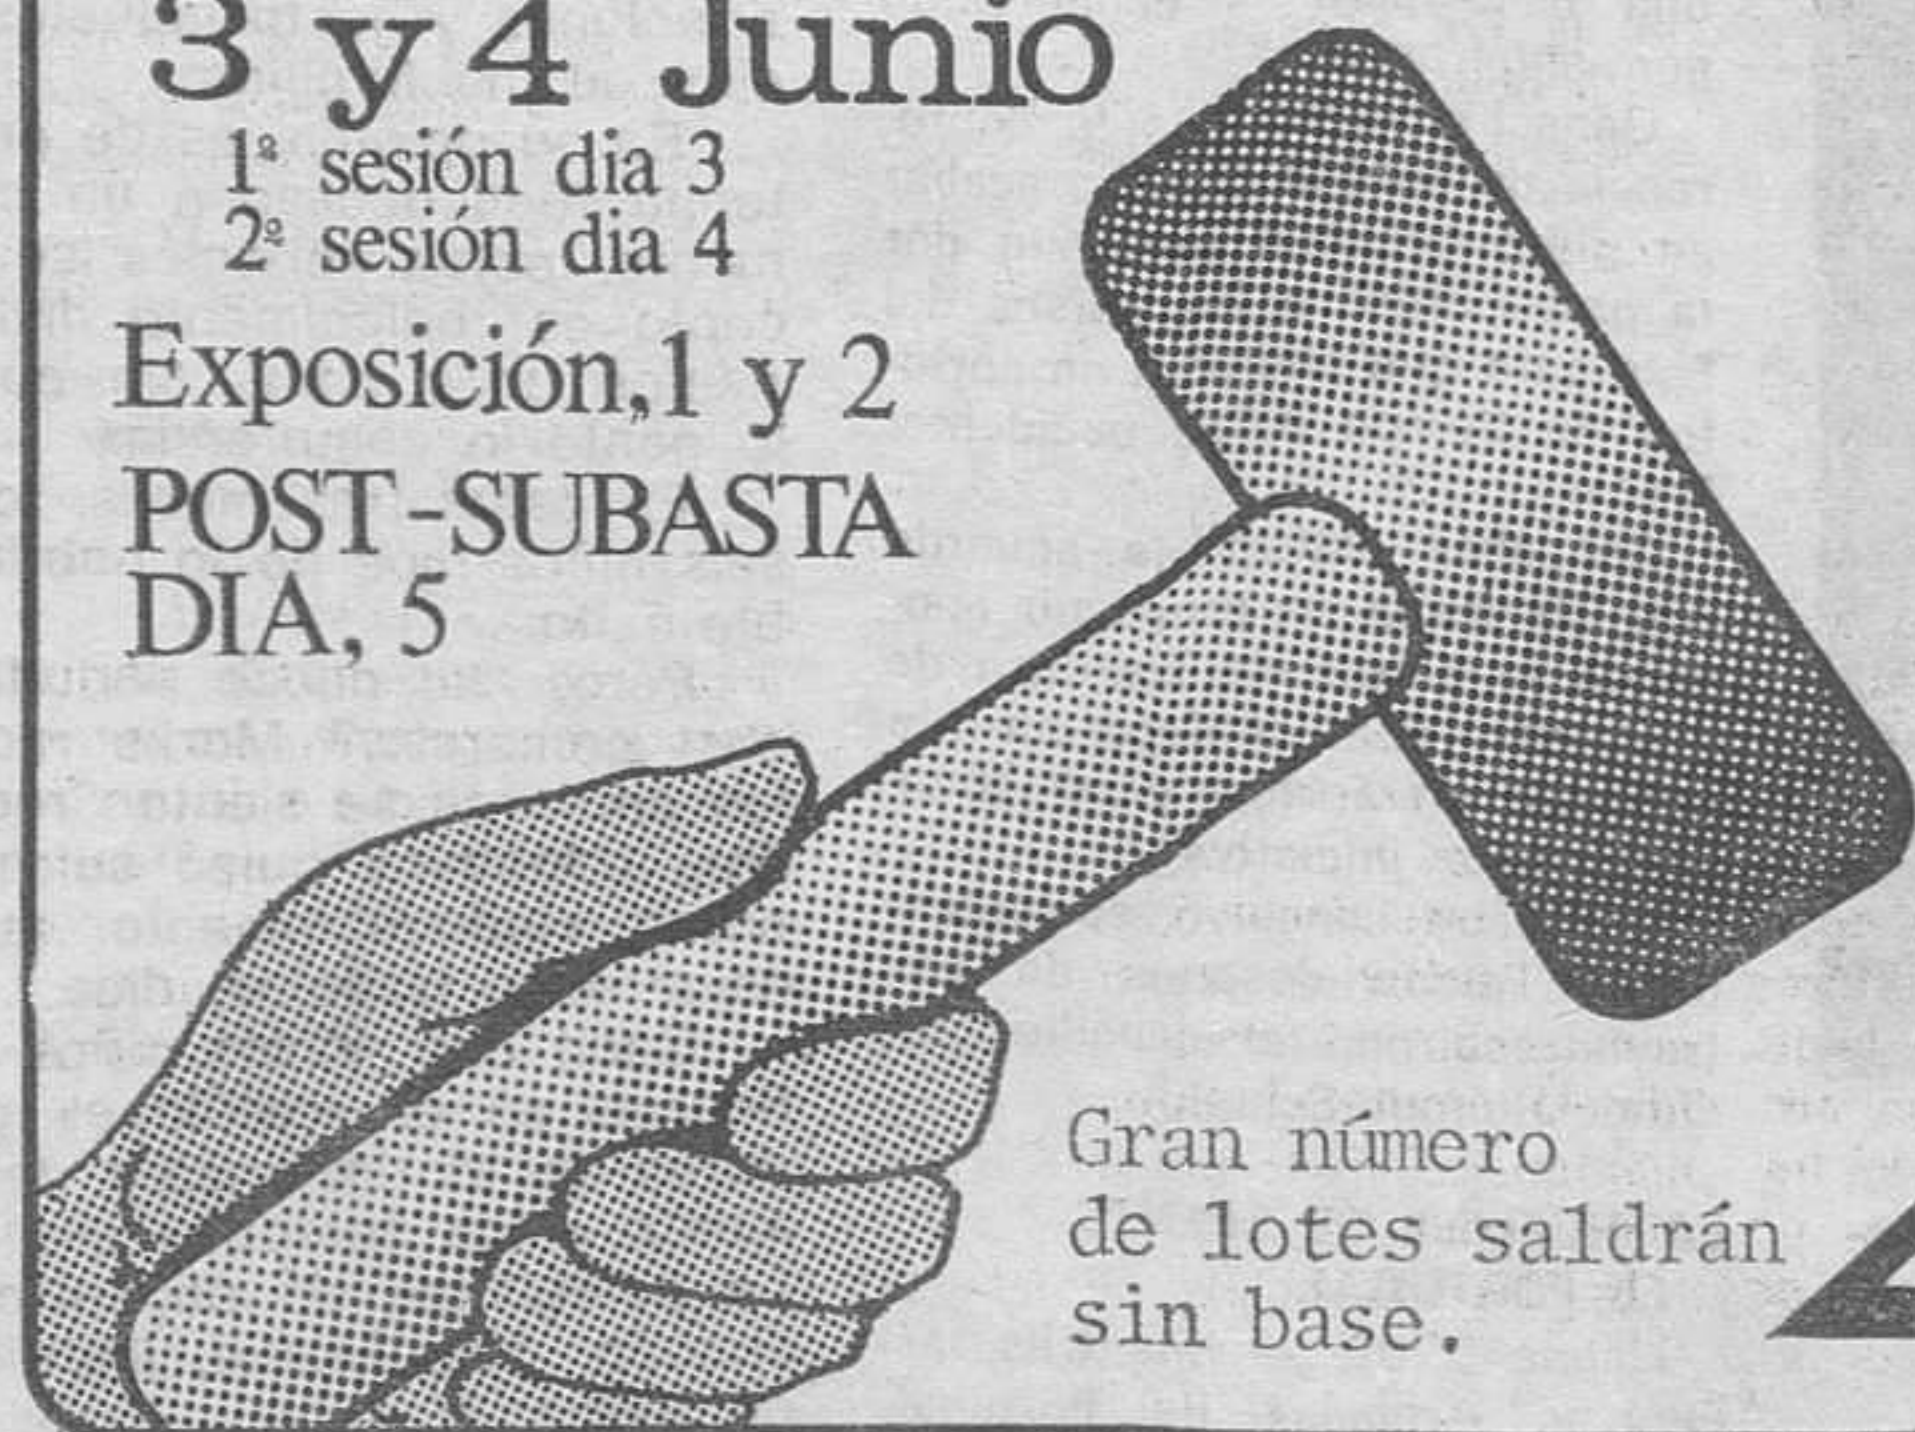 3 y 4 Junio
1ª sesión dia 3
2ª sesión dia 4
Exposición, 1 y 2
POST-SUBASTA
DIA, 5
Gran número
de lotes saldrán
sin base.